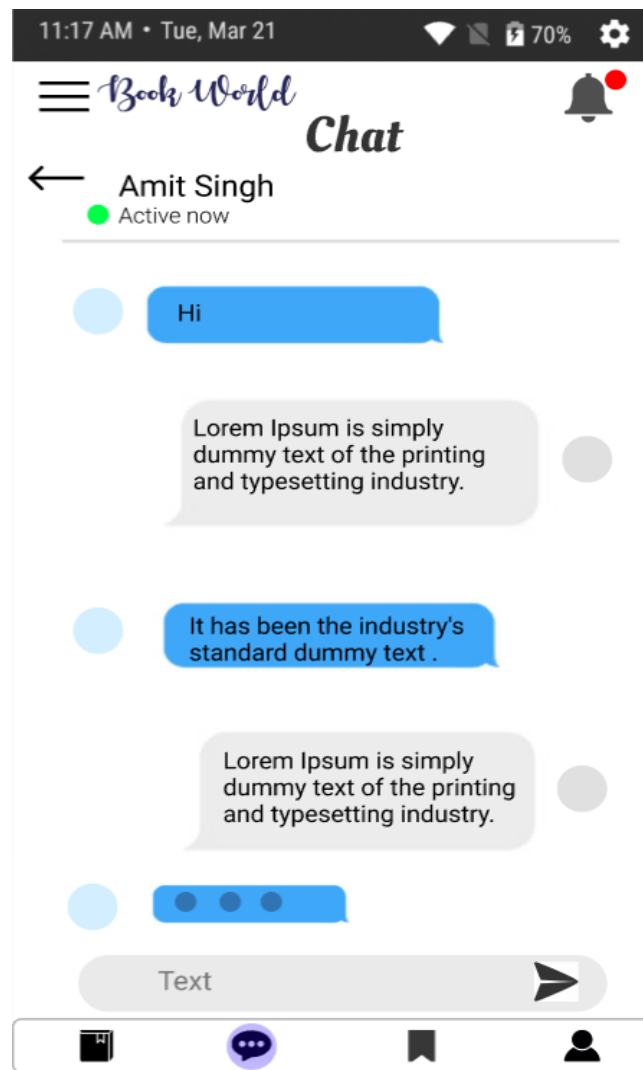 11:17 AM • Tue, Mar 21 70%
Book World
Chat
Amit Singh
Active now
Hi
Lorem Ipsum is simply
dummy text of the printing
and typesetting industry.
It has been the industry's
standard dummy text .
Lorem Ipsum is simply
dummy text of the printing
and typesetting industry.
Text